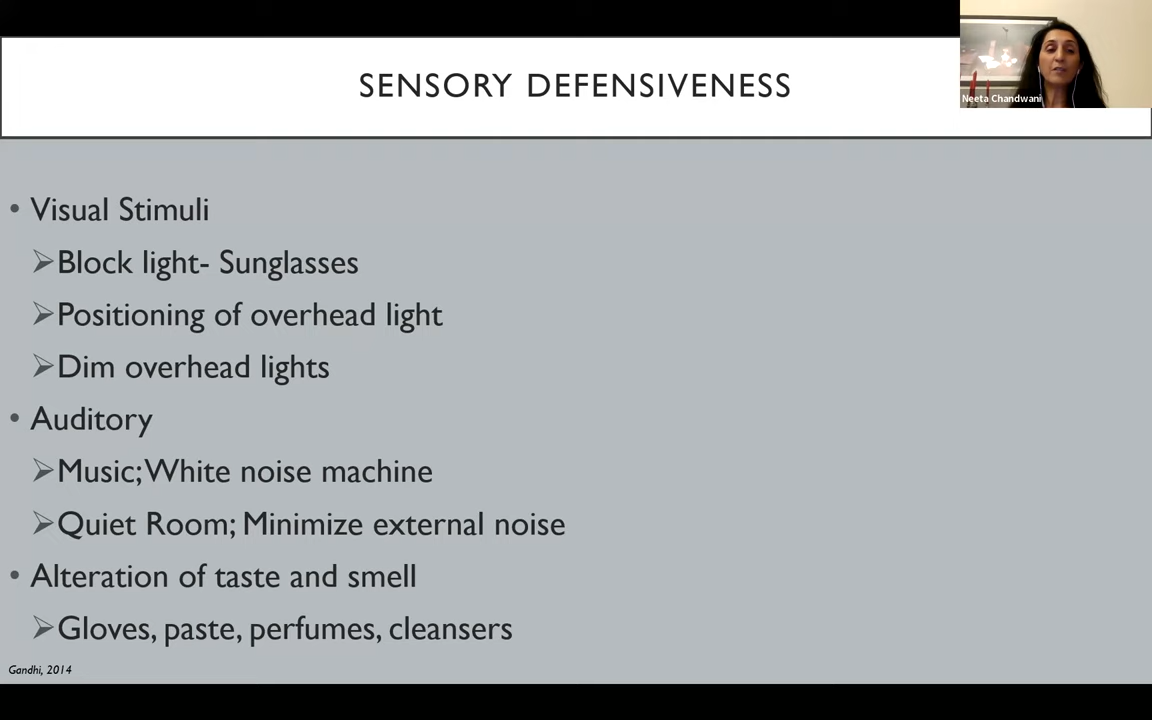 SENSORY DEFENSIVENESS
Neeta Chandwani
• Visual Stimuli
➢Block light- Sunglasses
➢Positioning of overhead light
➢Dim overhead lights
• Auditory
➢Music; White noise machine
➢Quiet Room; Minimize external noise
• Alteration of taste and smell
➢Gloves, paste, perfumes, cleansers
Gandhi, 2014